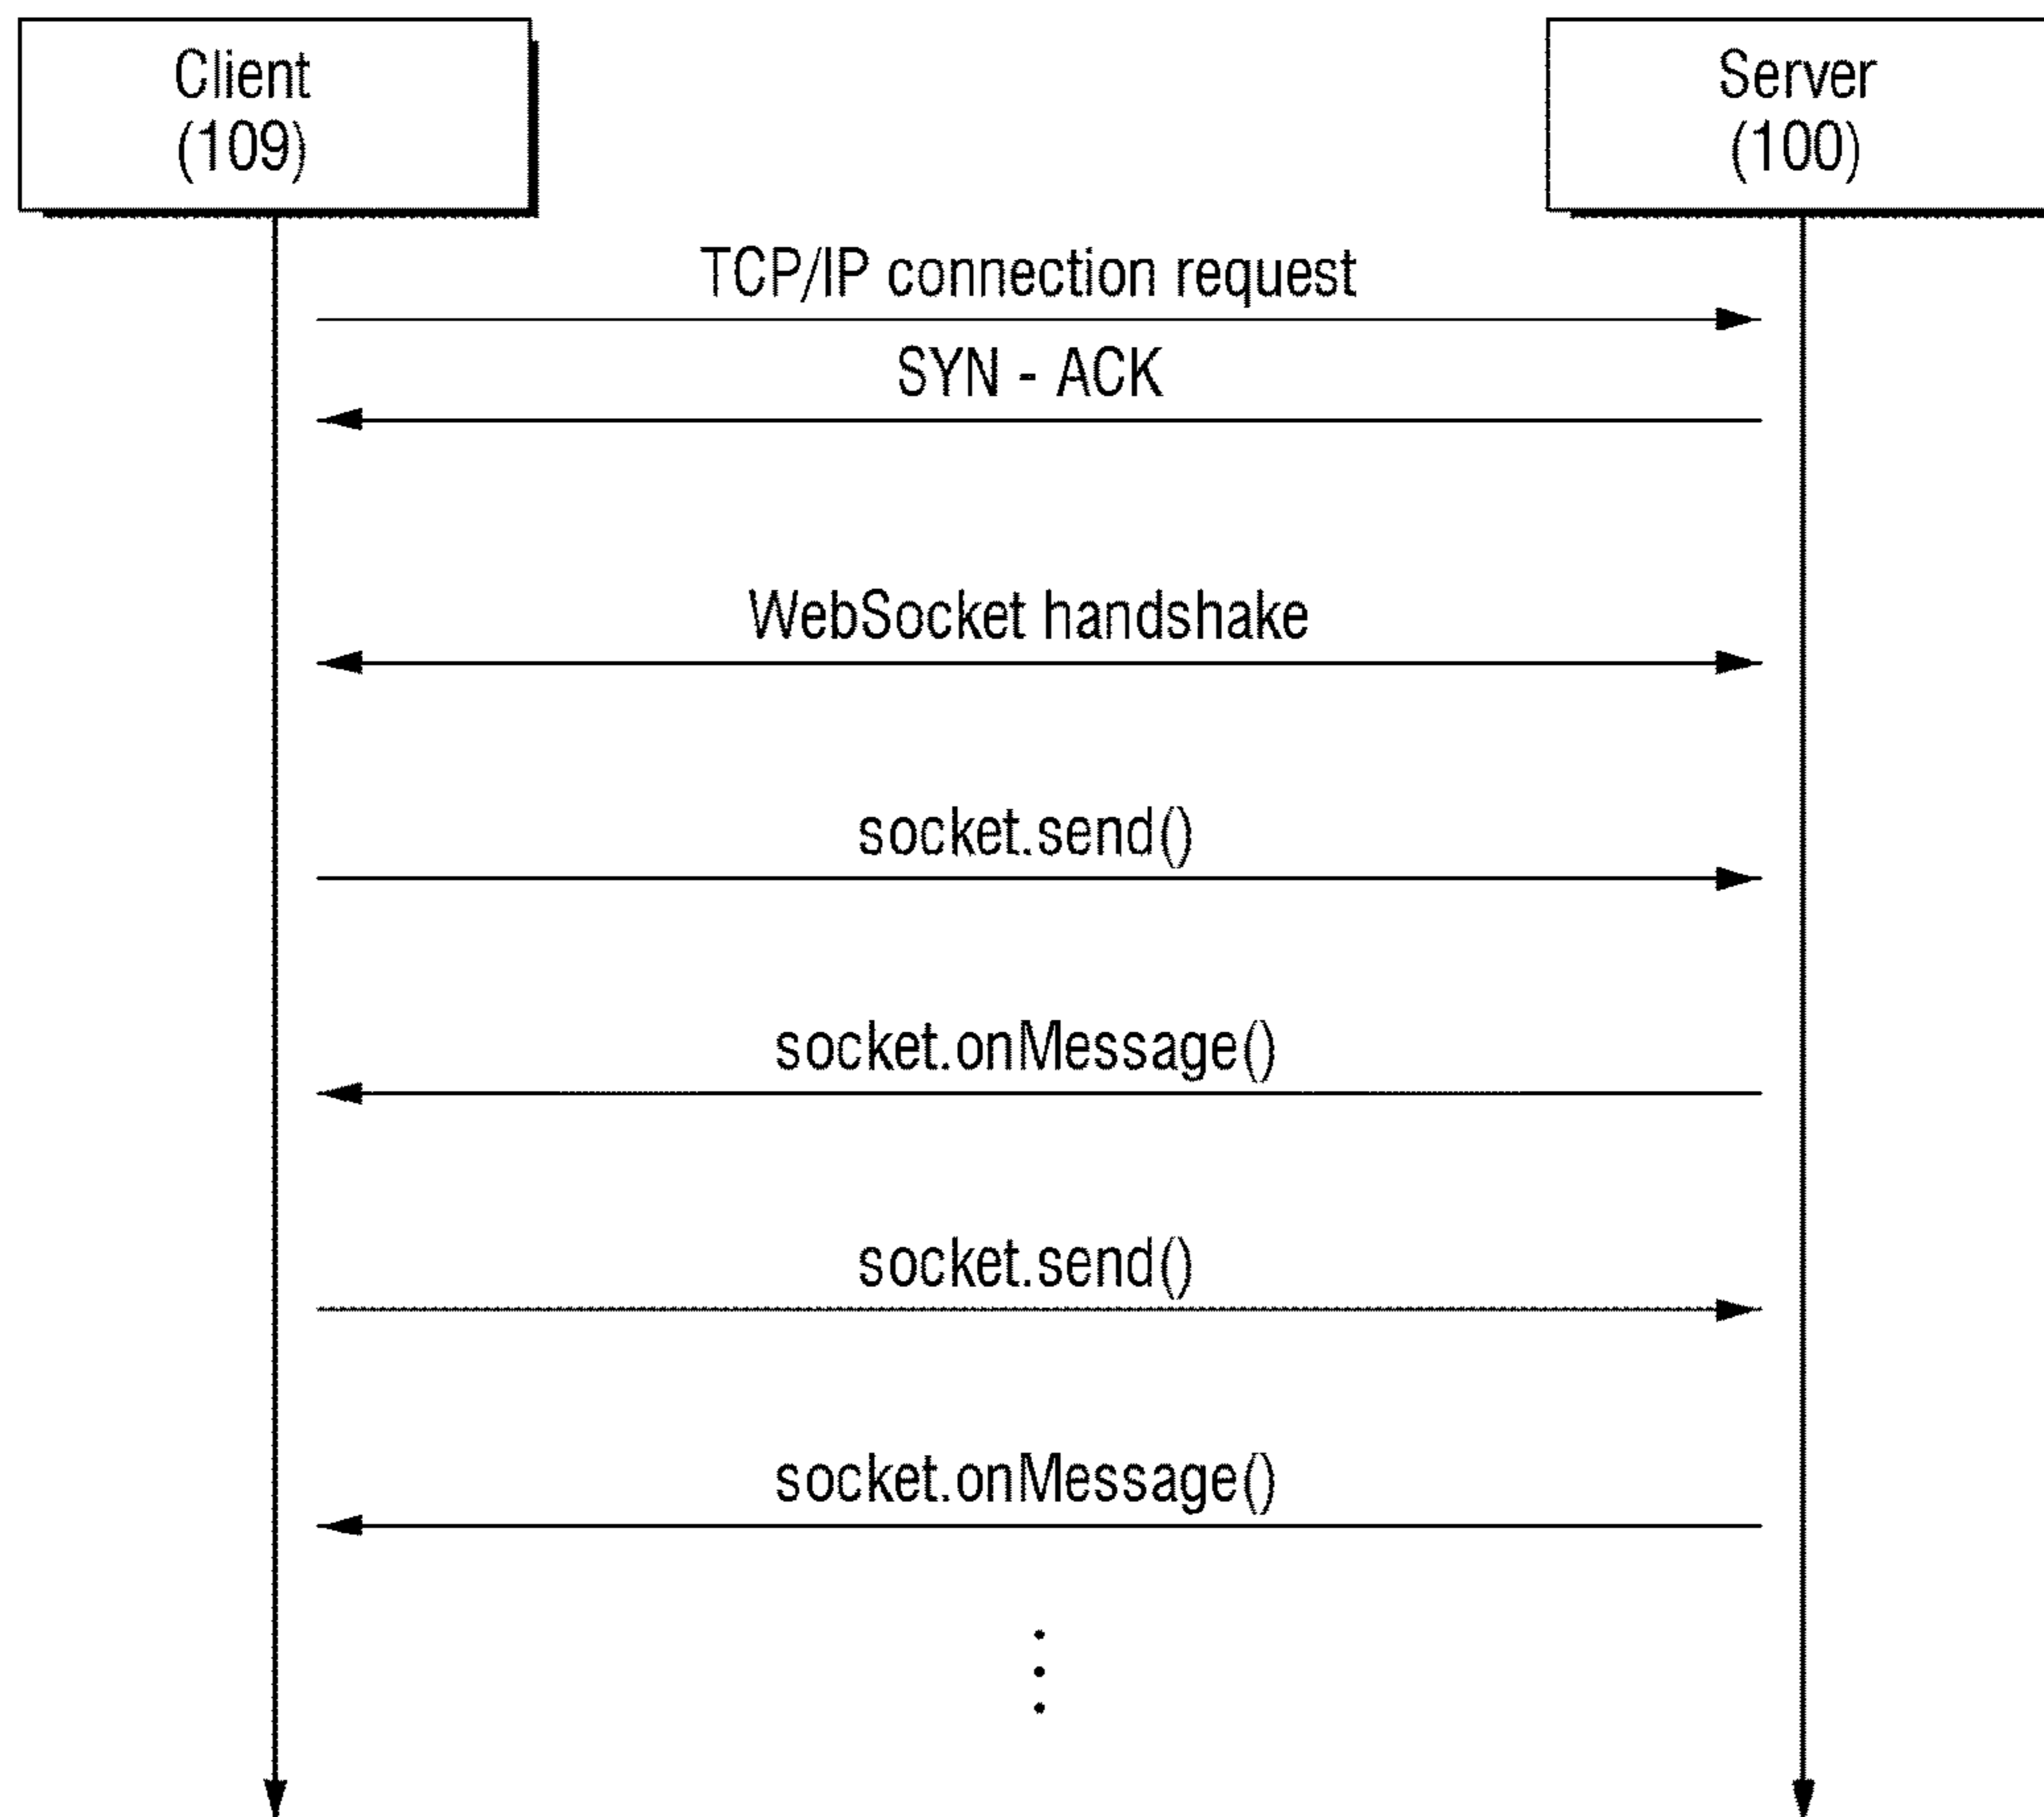 Client
(109)
Server
(100)
TCP/IP connection request
SYN - ACK
WebSocket handshake
socket.send()
socket.onMessage()
socket.send()
socket.onMessage()